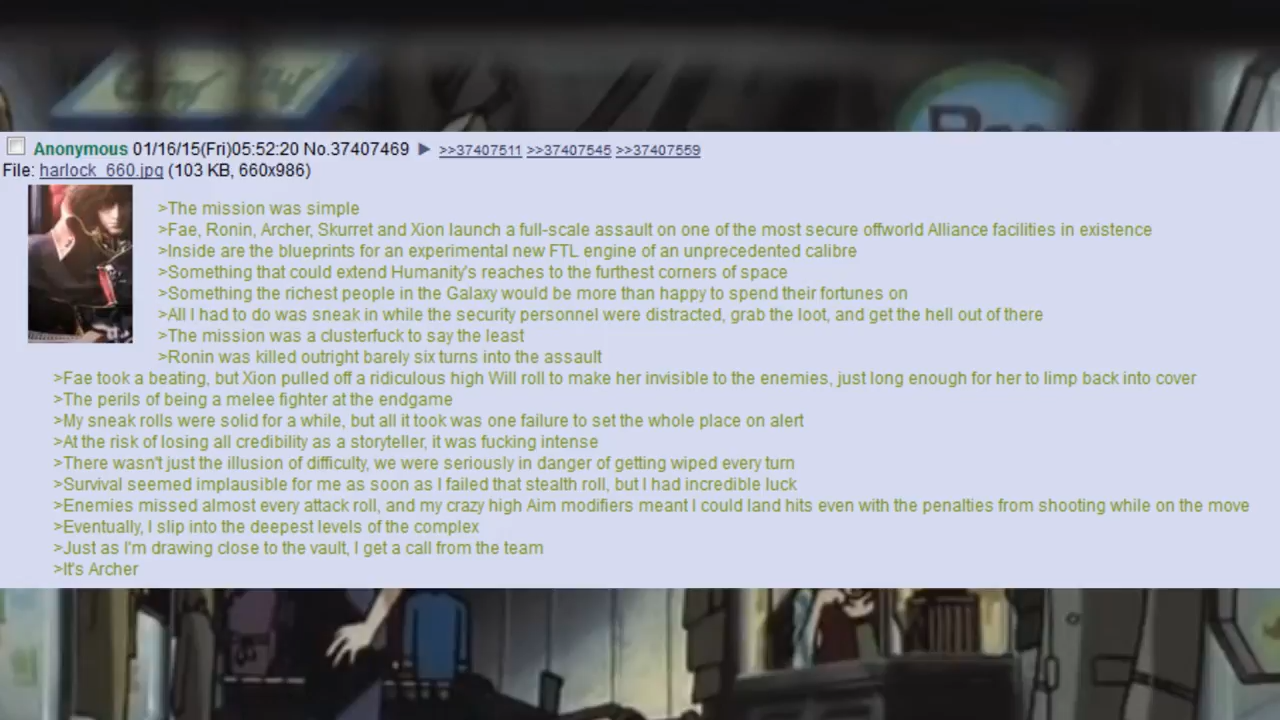 Anonymous 01/16/15(Fri)05:52:20 No.37407469 ▶ >>37407511 >>37407545 >>37407559
File: harlock_660.jpg (103 KB, 660x986)
>The mission was simple
>Fae, Ronin, Archer, Skurret and Xion launch a full-scale assault on one of the most secure offworld Alliance facilities in existence
>Inside are the blueprints for an experimental new FTL engine of an unprecedented calibre
>Something that could extend Humanity's reaches to the furthest corners of space
>Something the richest people in the Galaxy would be more than happy to spend their fortunes on
>All I had to do was sneak in while the security personnel were distracted, grab the loot, and get the hell out of there
>The mission was a clusterfuck to say the least
>Ronin was killed outright barely six turns into the assault
>Fae took a beating, but Xion pulled off a ridiculous high Will roll to make her invisible to the enemies, just long enough for her to limp back into cover
>The perils of being a melee fighter at the endgame
>My sneak rolls were solid for a while, but all it took was one failure to set the whole place on alert
>At the risk of losing all credibility as a storyteller, it was fucking intense
>There wasn't just the illusion of difficulty, we were seriously in danger of getting wiped every turn
>Survival seemed implausible for me as soon as I failed that stealth roll, but I had incredible luck
>Enemies missed almost every attack roll, and my crazy high Aim modifiers meant I could land hits even with the penalties from shooting while on the move
>Eventually, I slip into the deepest levels of the complex
>Just as I'm drawing close to the vault, I get a call from the team
>It's Archer